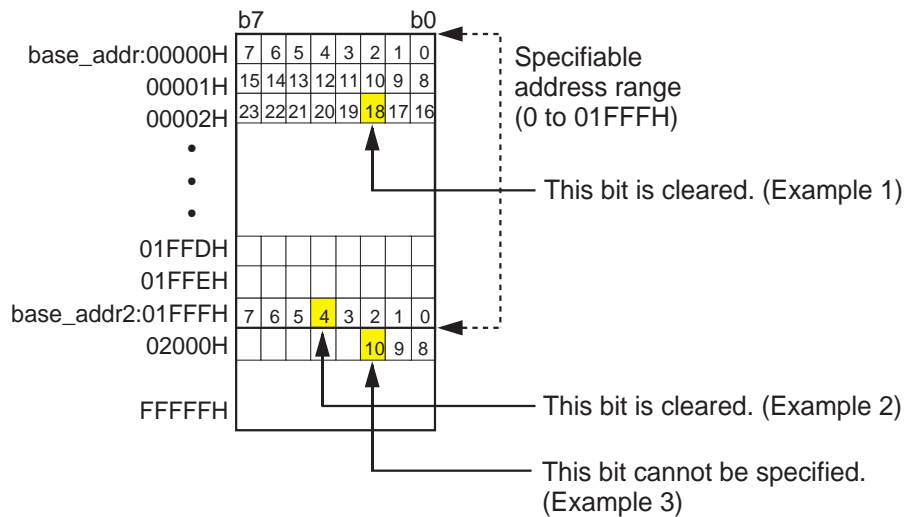 b7 b0
base_addr:00000H 7 6 5 4 3 2 1 0
00001H 15 14 13 12 11 10 9 8
00002H 23 22 21 20 19 18 17 16
Specifiable
address range
(0 to 01FFFH)
This bit is cleared. (Example 1)
01FFDH
01FFEH
base_addr2:01FFFH 7 6 5 4 3 2 1 0
02000H 10 9 8
FFFFFH
This bit is cleared. (Example 2)
This bit cannot be specified.
(Example 3)